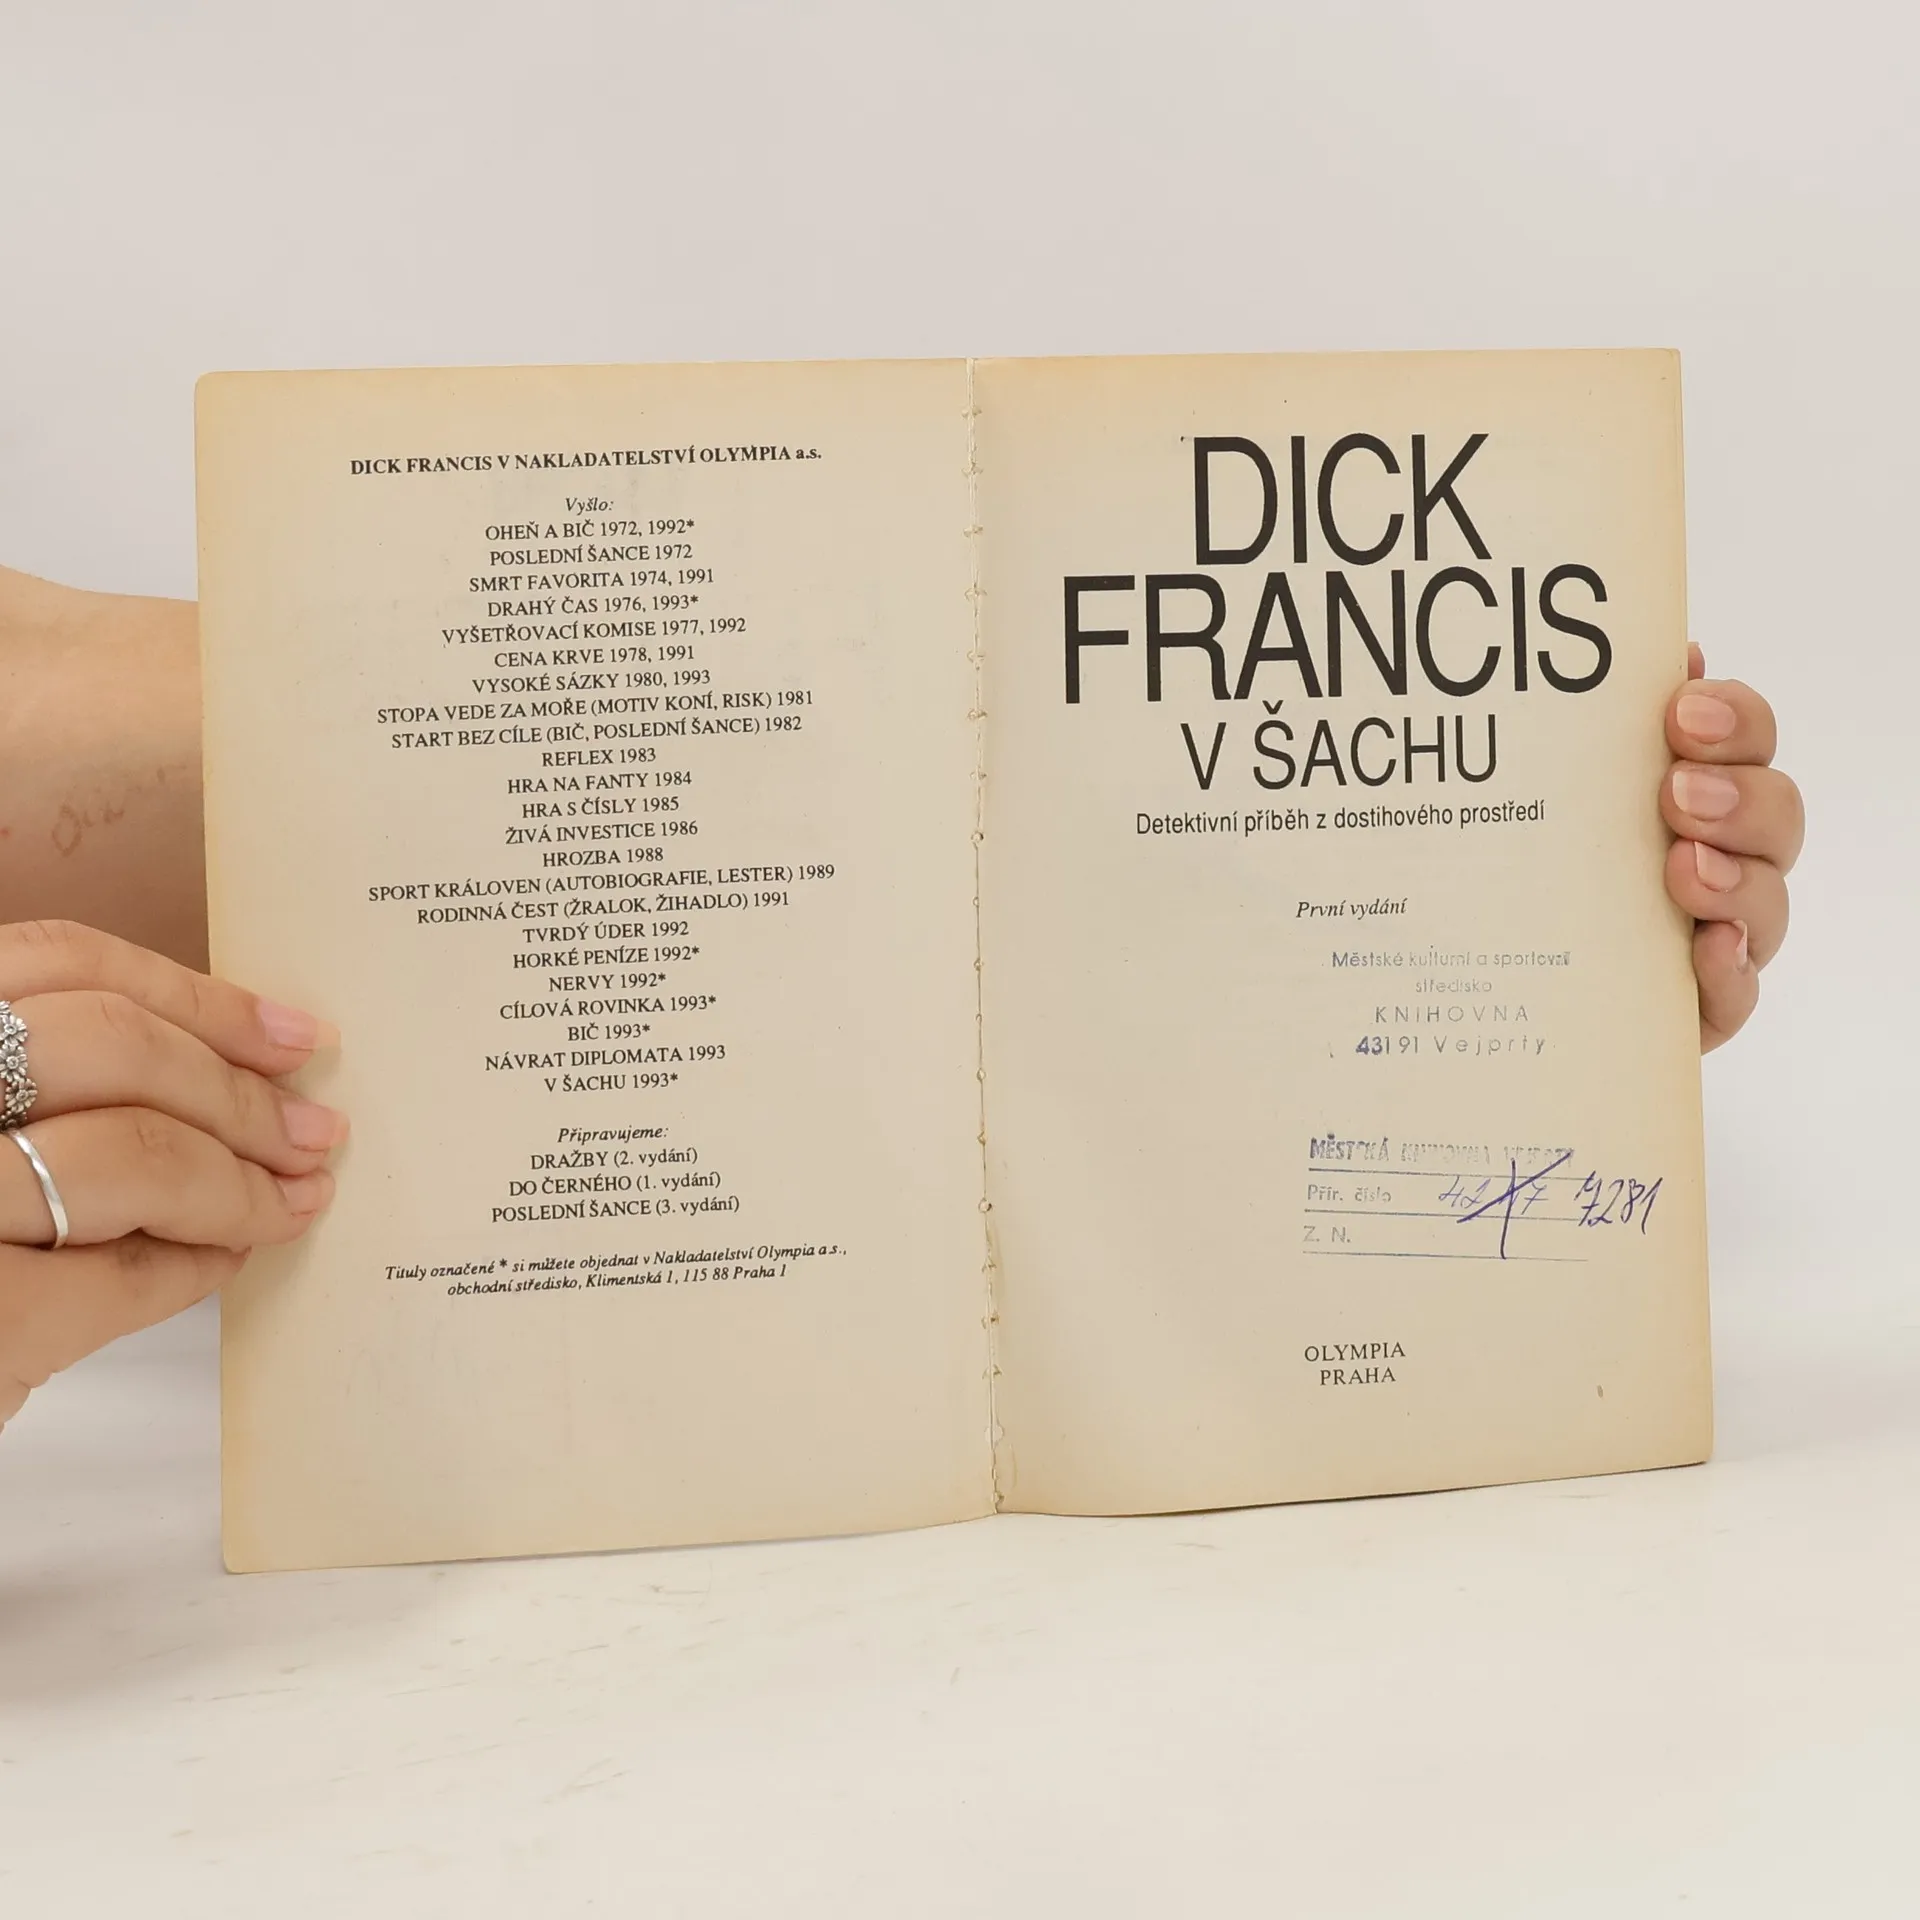 DICK FRANCIS V NAKLADATELSTVÍ OLYMPIA a.s.
Vyšlo:
OHEŇ A BIČ 1972, 1992*
POSLEDNÍ ŠANCE 1972
SMRT FAVORITA 1974, 1991
DRAHÝ ČAS 1976, 1993*
VYŠETŘOVACÍ KOMISE 1977, 1992
CENA KRVE 1978, 1991
VYSOKÉ SÁZKY 1980, 1993
STOPA VEDE ZA MOŘE (MOTIV KONÍ, RISK) 1981
START BEZ CÍLE (BIČ, POSLEDNÍ ŠANCE) 1982
REFLEX 1983
HRA NA FANTY 1984
HRA S ČÍSLY 1985
ŽIVÁ INVESTICE 1986
HROZBA 1988
SPORT KRÁLOVEN (AUTOBIOGRAFIE, LESTER) 1989
RODINNÁ ČEST (ŽRALOK, ŽIHADLO) 1991
TVRDÝ ÚDER 1992
HORKÉ PENÍZE 1992*
NERVY 1992*
CÍLOVÁ ROVINKA 1993*
BIČ 1993*
NÁVRAT DIPLOMATA 1993
V ŠACHU 1993*
Připravujeme:
DRAŽBY (2. vydání)
DO ČERNÉHO (1. vydání)
POSLEDNÍ ŠANCE (3. vydání)
Tituly označené * si můžete objednat v Nakladatelství Olympia a.s.,
obchodní středisko, Klimentská 1, 115 88 Praha 1
DICK
FRANCIS
V ŠACHU
Detektivní příběh z dostihového prostředí
První vydání
Městské kulturní a sportovní
středisko
KNIHOVNA
431 91 Vejprty
MĚSTSKÁ KNIHOVNA
Přír. číslo 7281
Z. N.
OLYMPIA
PRAHA